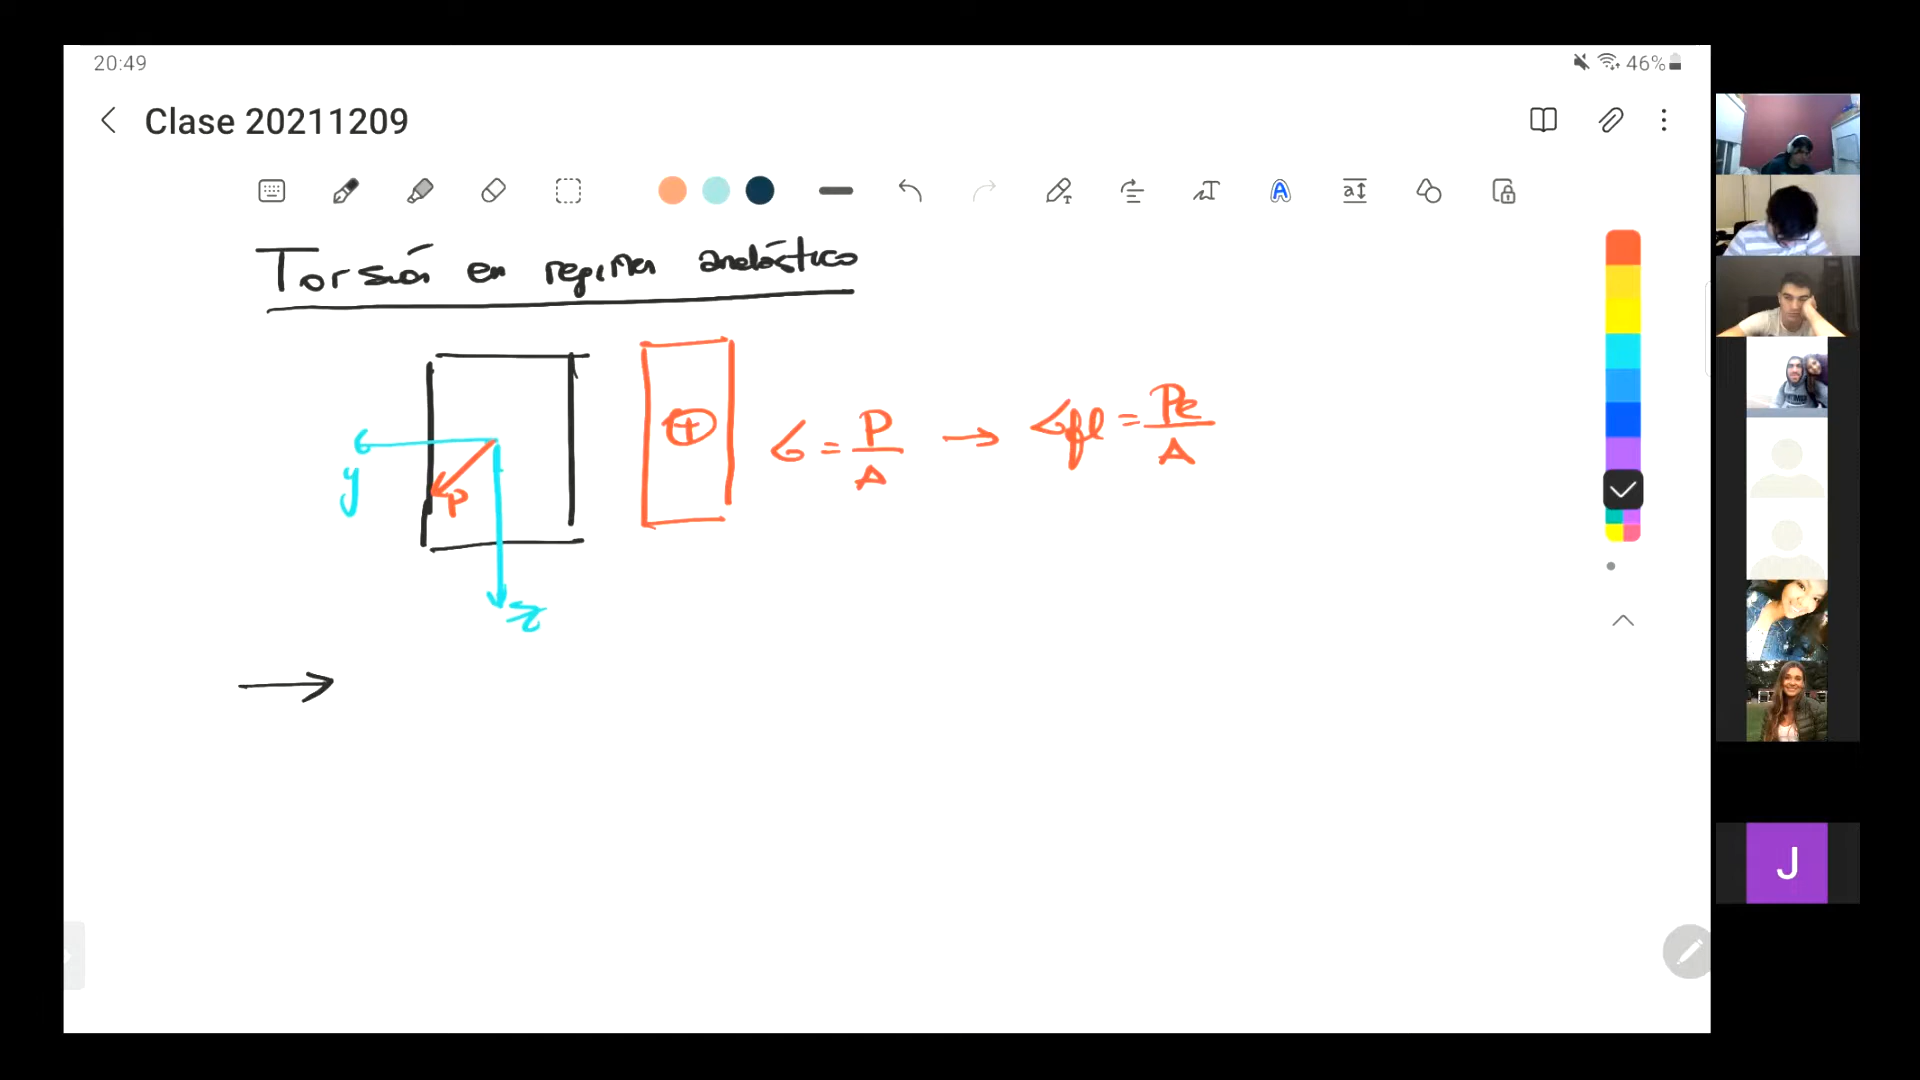 20:49
46%
Clase 20211209
Torsión en regimen anelástico
σ = P/A → σfl = Pe/A
y
P
z
J